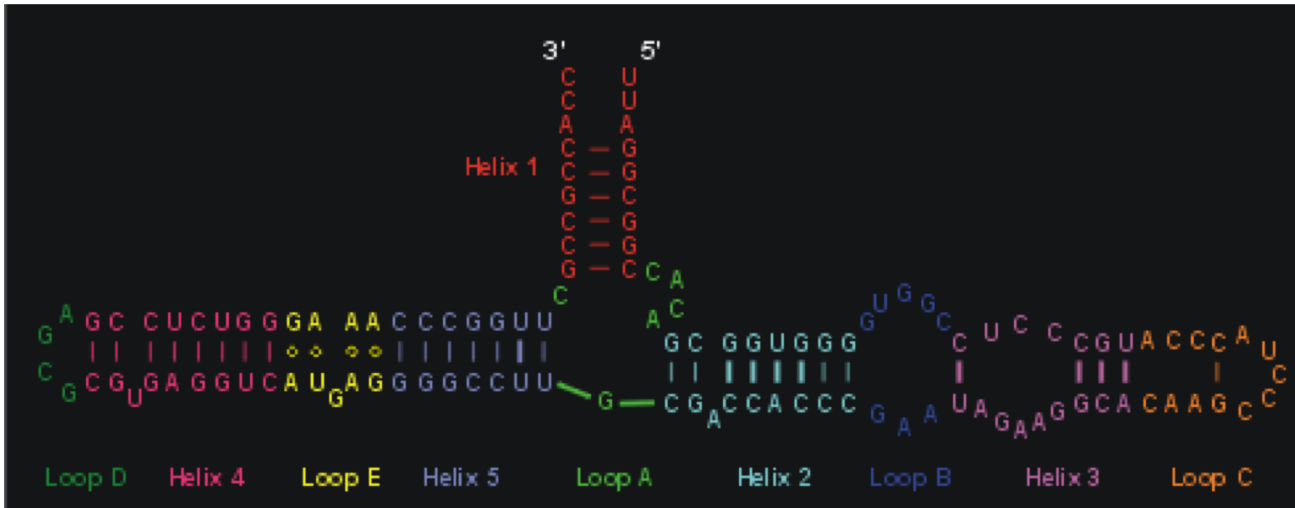 3' 5'
C U
C U
A A
C G
Helix 1
C G
G C
C G
C G
G C C A
C A C
G A G C C U C U G G G A A A C C C G G U U
G C G G U G G G G U G G C C U C C C G U A C C C A U C C
C G C G U G A G G U C A U G A G G G G C C U U G C G A C C A C C C G A A U A G A A G G C A C A A G C
Loop D Helix 4 Loop E Helix 5 Loop A Helix 2 Loop B Helix 3 Loop C